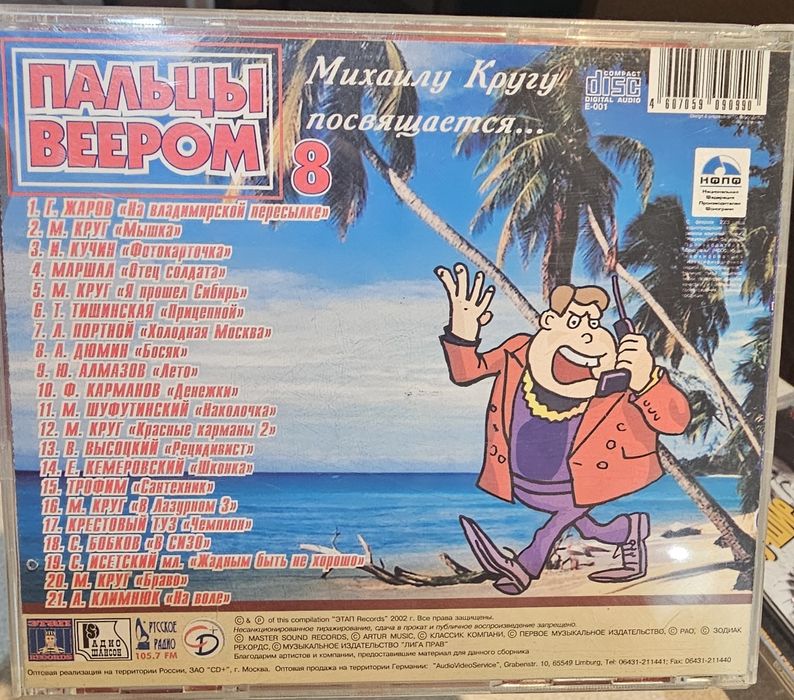 ПАЛЬЦЫ
ВЕЕРОМ
8
Михаилу Кругу
посвящается...
COMPACT
disc
DIGITAL AUDIO
E-001
4 607059 090990
НФПФ
Национальная
Федерация
Производителей
Фонограмм
1. Г. ЖАРОВ «На владимирской пересылке»
2. М. КРУГ «Мышка»
3. Н. КУЧИН «Фотокарточка»
4. МАРШАЛ «Отец солдата»
5. М. КРУГ «Я прошел Сибирь»
6. Т. ТИШИНСКАЯ «Прицепной»
7. Л. ПОРТНОЙ «Холодная Москва»
8. А. ДЮМИН «Босяк»
9. Ю. АЛМАЗОВ «Лето»
10. Ф. КАРМАНОВ «Денежки»
11. М. ШУФУТИНСКИЙ «Наколочка»
12. М. КРУГ «Красные карманы 2»
13. В. ВЫСОЦКИЙ «Рецидивист»
14. Е. КЕМЕРОВСКИЙ «Шконка»
15. ТРОФИМ «Сантехник»
16. М. КРУГ «В Лазурном 3»
17. КРЕСТОВЫЙ ТУЗ «Чемпион»
18. С. БОБКОВ «В СИЗО»
19. С. ИСЕТСКИЙ мл. «Жадным быть не хорошо»
20. М. КРУГ «Браво»
21. А. КЛИМНЮК «На воле»
ЭТАП
RECORDS
РАДИО
ШАНСОН
РУССКОЕ
РАДИО
105.7 FM
© & ℗ of this compilation "ЭТАП Records" 2002 г. Все права защищены.
Несанкционированное тиражирование, сдача в прокат и публичное воспроизведение запрещено.
© MASTER SOUND RECORDS, © ARTUR MUSIC, © КЛАССИК КОМПАНИ, © ПЕРВОЕ МУЗЫКАЛЬНОЕ ИЗДАТЕЛЬСТВО, © РАО, © ЗОДИАК
РЕКОРДС, © МУЗЫКАЛЬНОЕ ИЗДАТЕЛЬСТВО "ЛИГА ПРАВ"
Благодарим артистов и компании, предоставившие материал для данного сборника
Оптовая реализация на территории России, ЗАО "CD+", г. Москва. Оптовая продажа на территории Германии: "AudioVideoService", Grabenstr. 10, 65549 Limburg, Tel: 06431-211441; Fax: 06431-211440